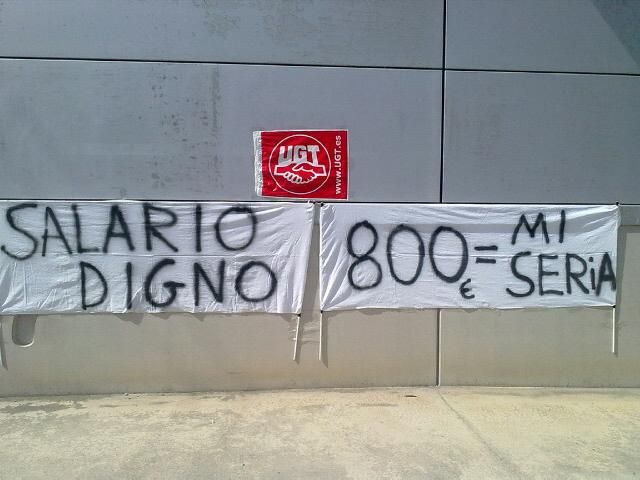 UGT
www.UGT.es
SALARIO
DIGNO
800€ = MI
SERiA